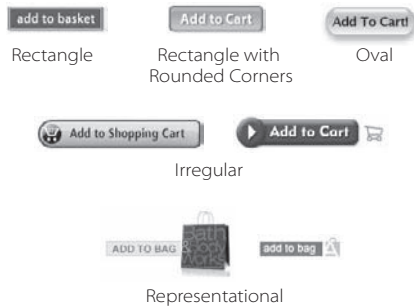 add to basket
Add to Cart
Add To Cart!
Rectangle
Rectangle with
Rounded Corners
Oval
Add to Shopping Cart
Add to Cart
Irregular
ADD TO BAG
Bath
&Body
Works
add to bag
Representational